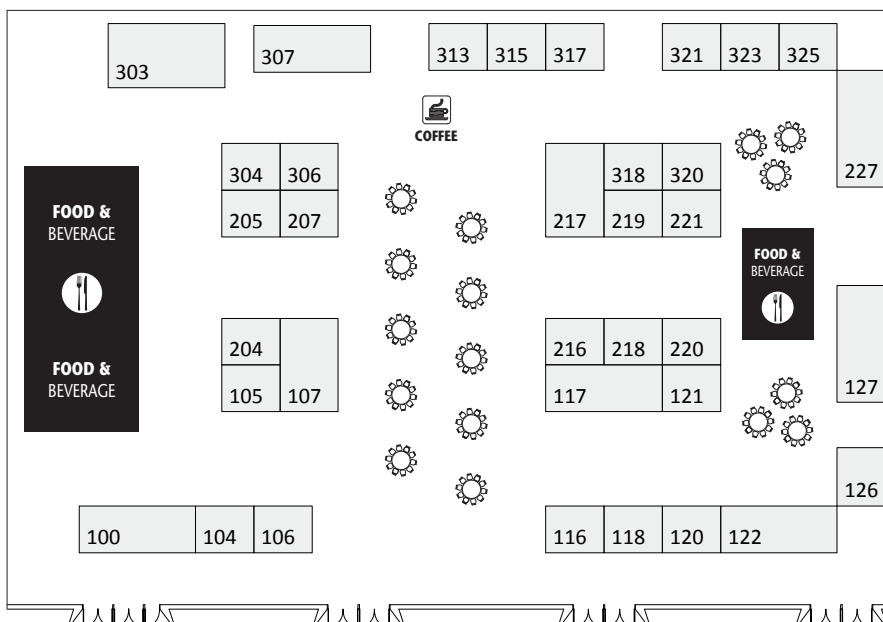 303
307
313 315 317
321 323 325
COFFEE
227
304 306
205 207
217 318 320
219 221
FOOD &
BEVERAGE
FOOD &
BEVERAGE
FOOD &
BEVERAGE
204
105 107
216 218 220
117 121
127
126
100 104 106
116 118 120 122